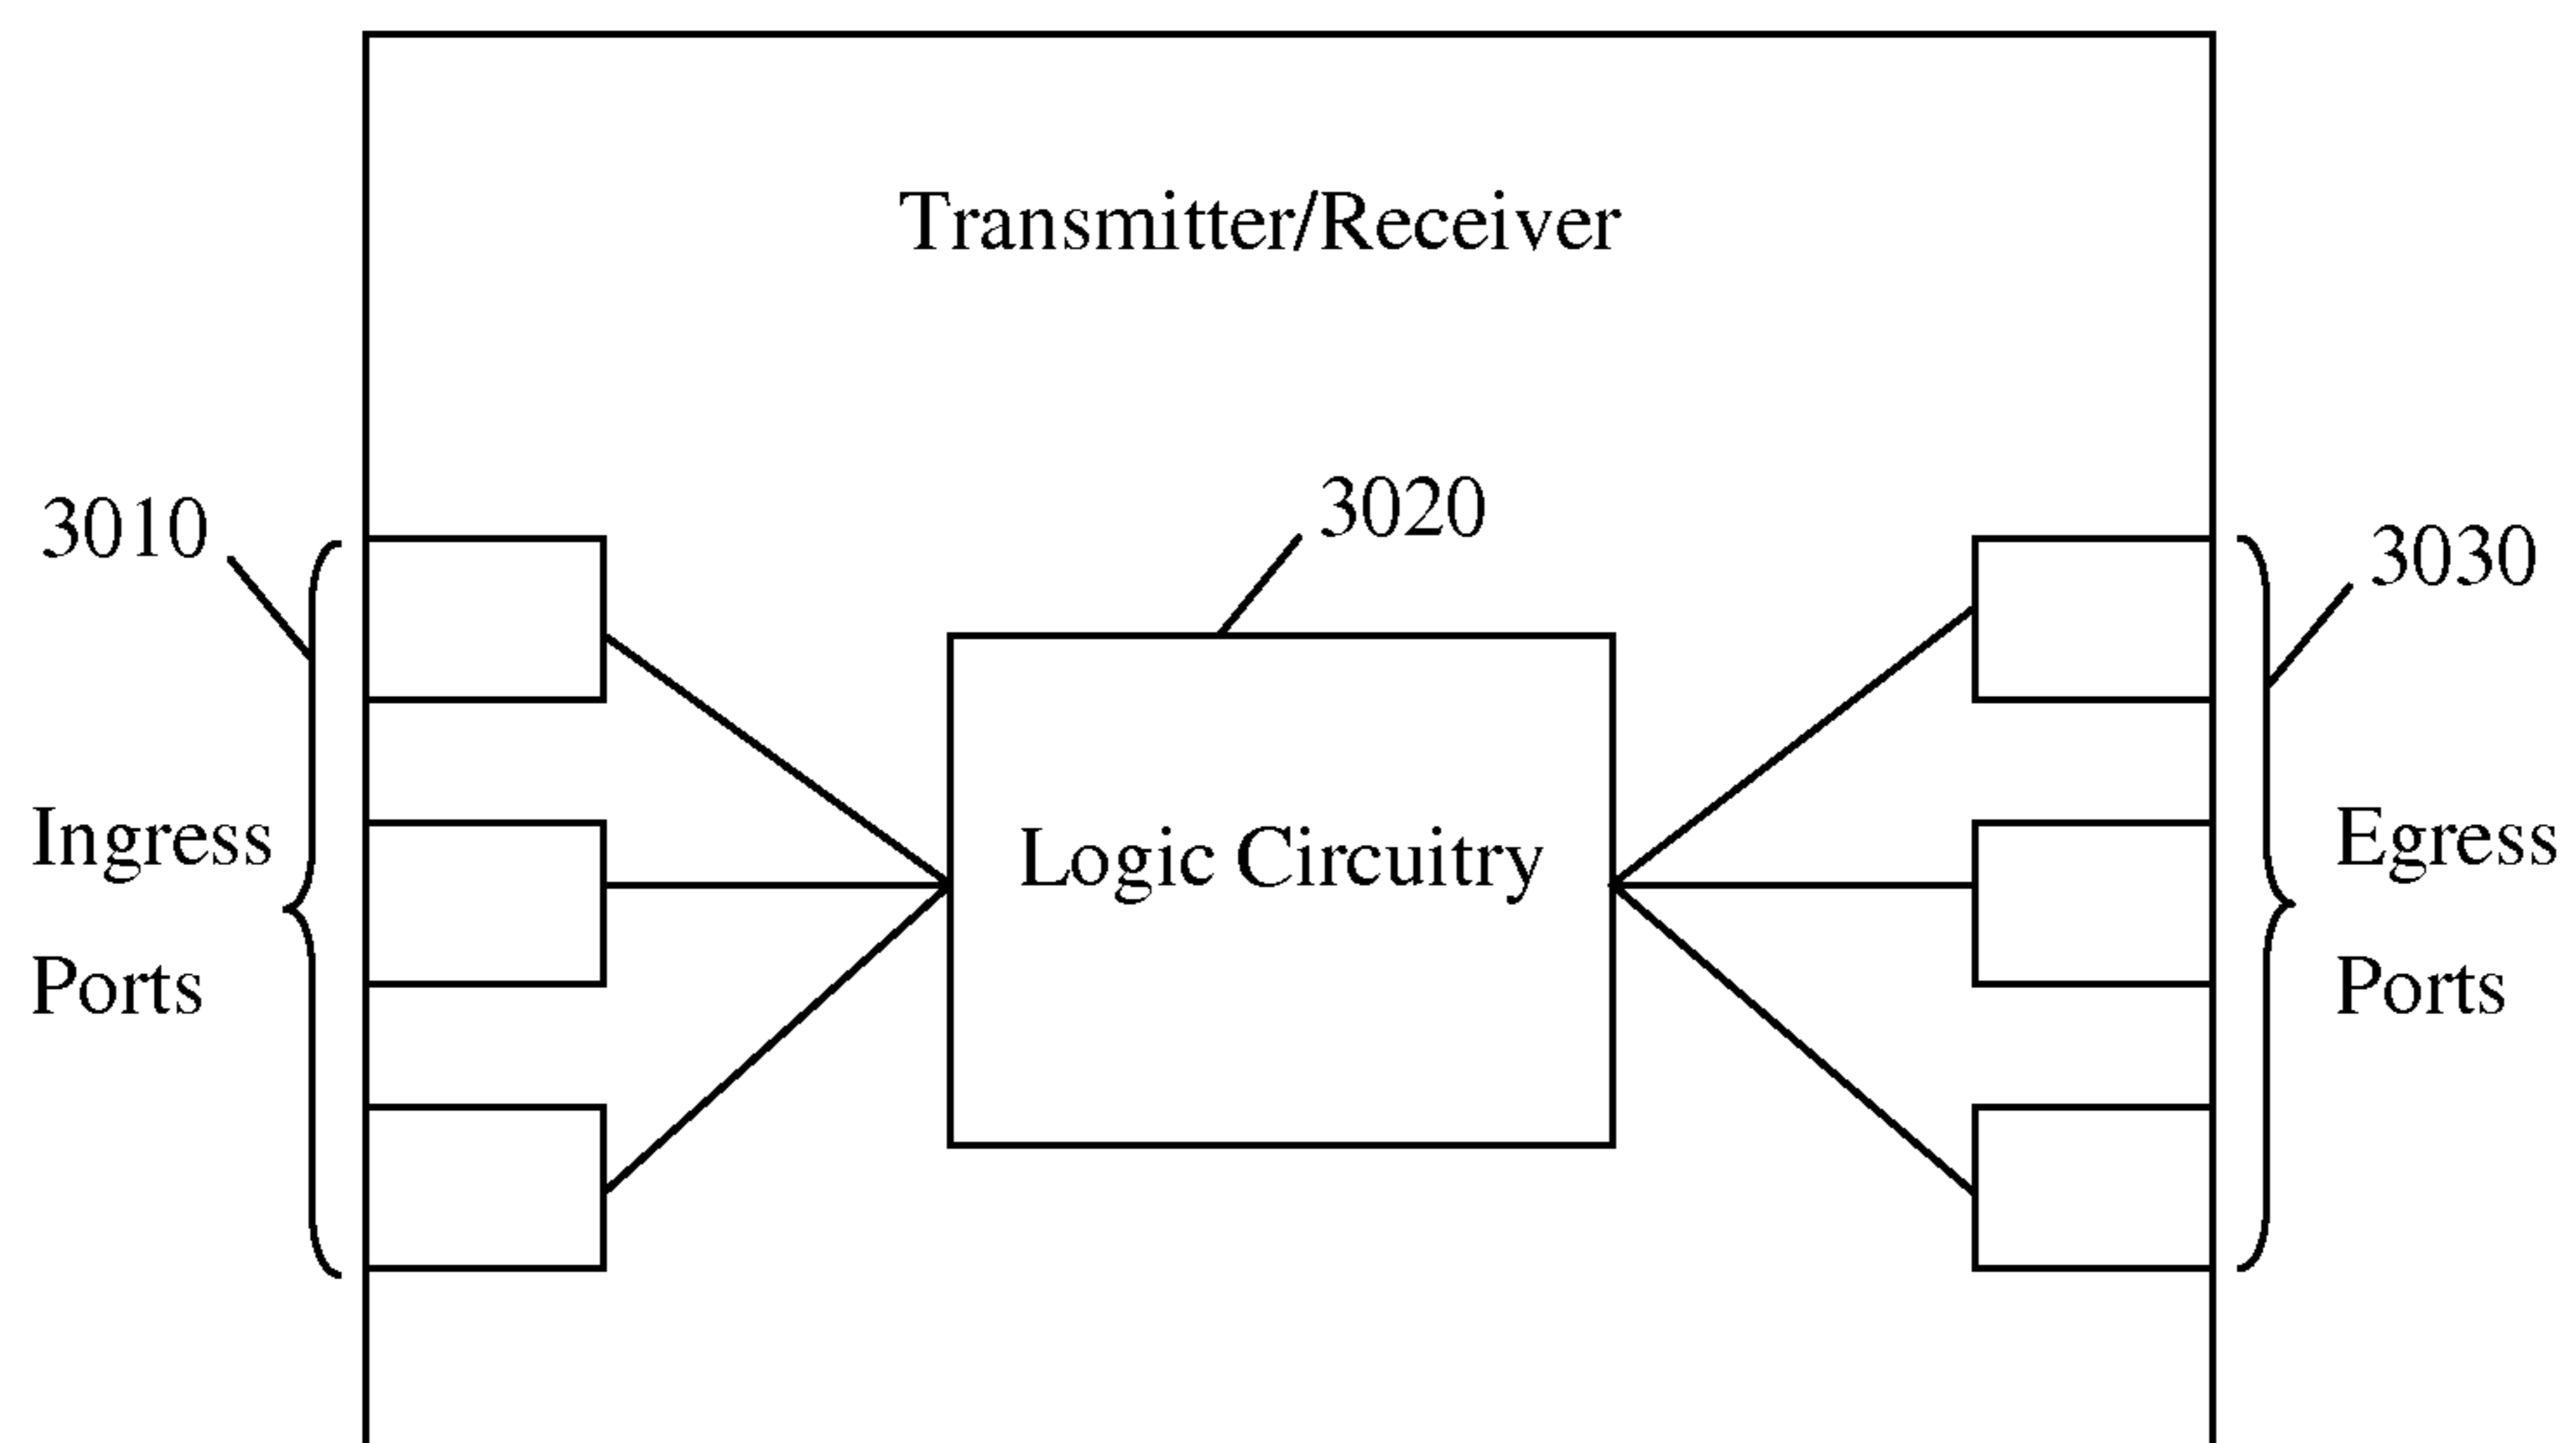 Transmitter/Receiver
3010
3020
3030
Ingress
Ports
Logic Circuitry
Egress
Ports